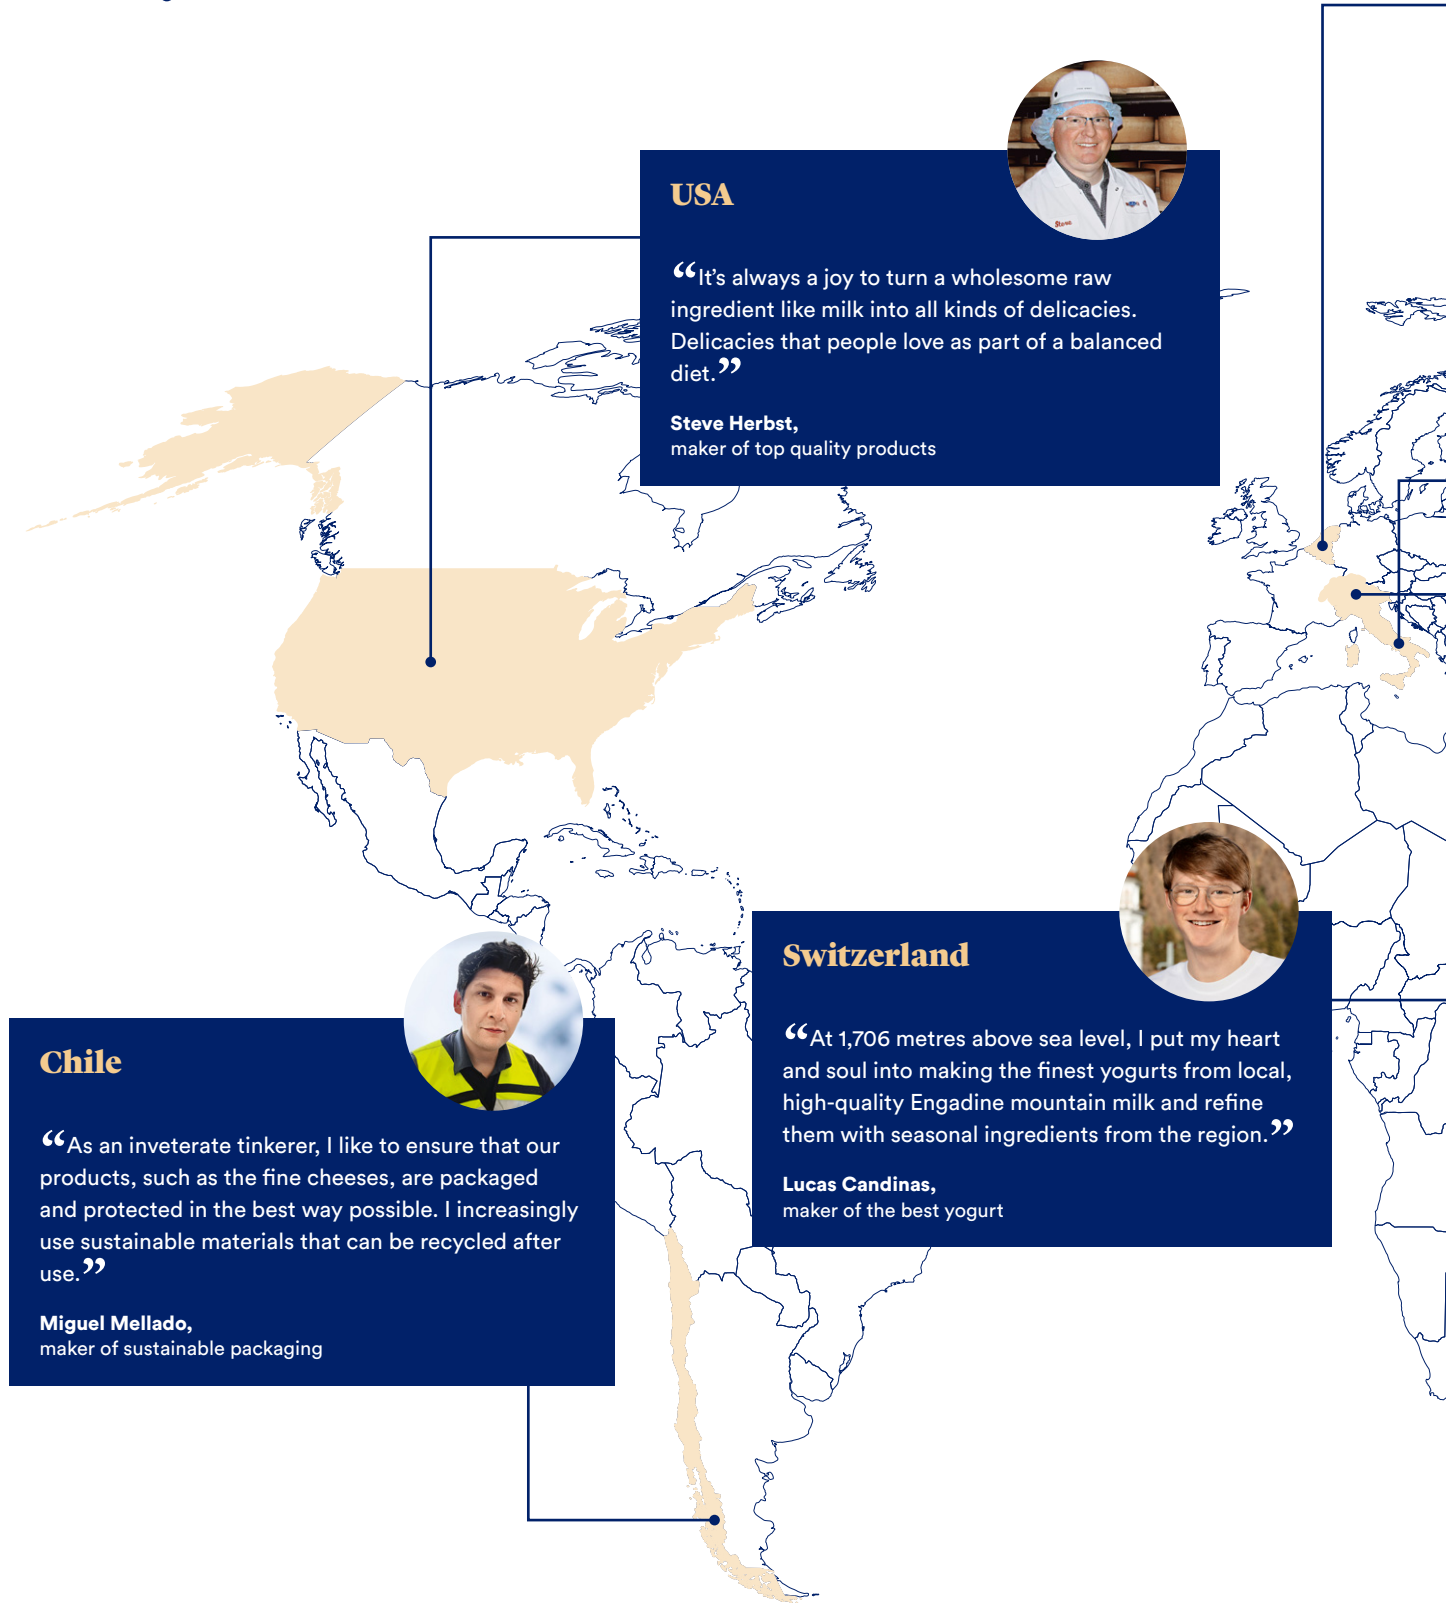 USA
“It’s always a joy to turn a wholesome raw
ingredient like milk into all kinds of delicacies.
Delicacies that people love as part of a balanced
diet.”
Steve Herbst,
maker of top quality products
Steve
Switzerland
“At 1,706 metres above sea level, I put my heart
and soul into making the finest yogurts from local,
high-quality Engadine mountain milk and refine
them with seasonal ingredients from the region.”
Lucas Candinas,
maker of the best yogurt
Chile
“As an inveterate tinkerer, I like to ensure that our
products, such as the fine cheeses, are packaged
and protected in the best way possible. I increasingly
use sustainable materials that can be recycled after
use.”
Miguel Mellado,
maker of sustainable packaging